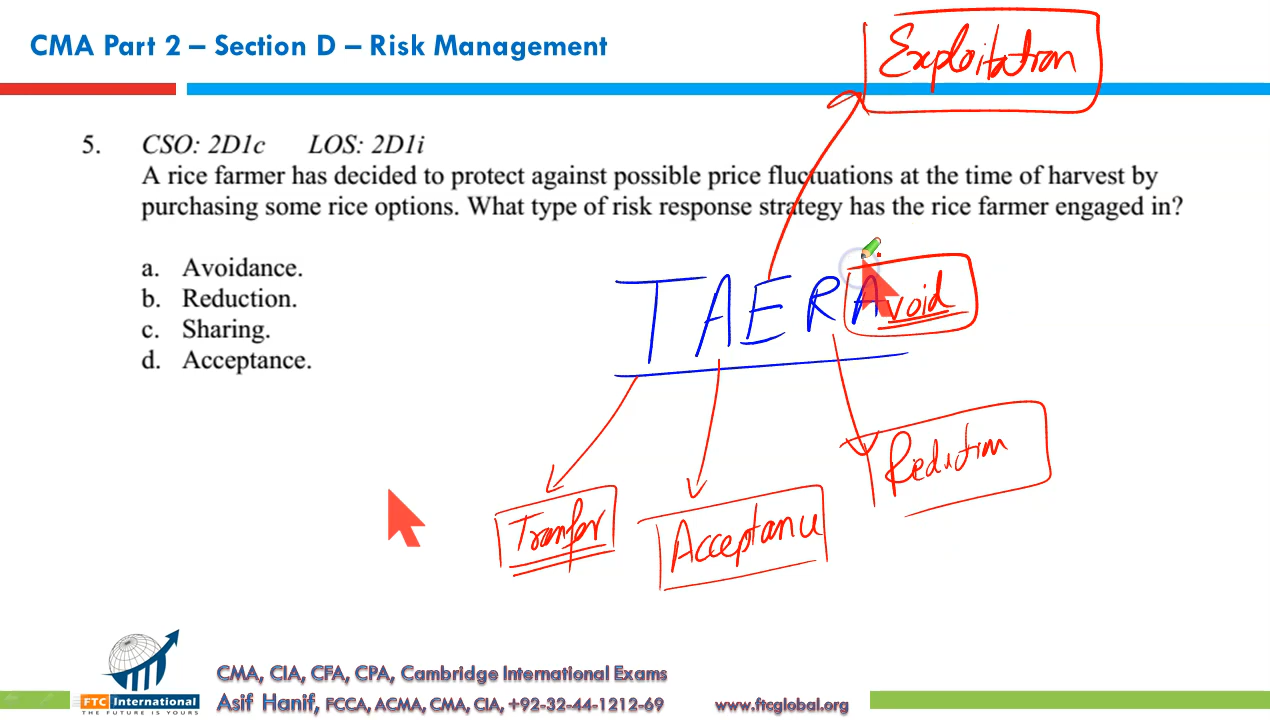 CMA Part 2 – Section D – Risk Management
Exploitation
5. CSO: 2D1c LOS: 2D1i
A rice farmer has decided to protect against possible price fluctuations at the time of harvest by
purchasing some rice options. What type of risk response strategy has the rice farmer engaged in?
a. Avoidance.
b. Reduction.
c. Sharing.
d. Acceptance.
TAERAvoid
Reduction
Tranfer
Acceptance
FTC International
THE FUTURE IS YOURS
CMA, CIA, CFA, CPA, Cambridge International Exams
Asif Hanif, FCCA, ACMA, CMA, CIA, +92-32-44-1212-69 www.ftcglobal.org